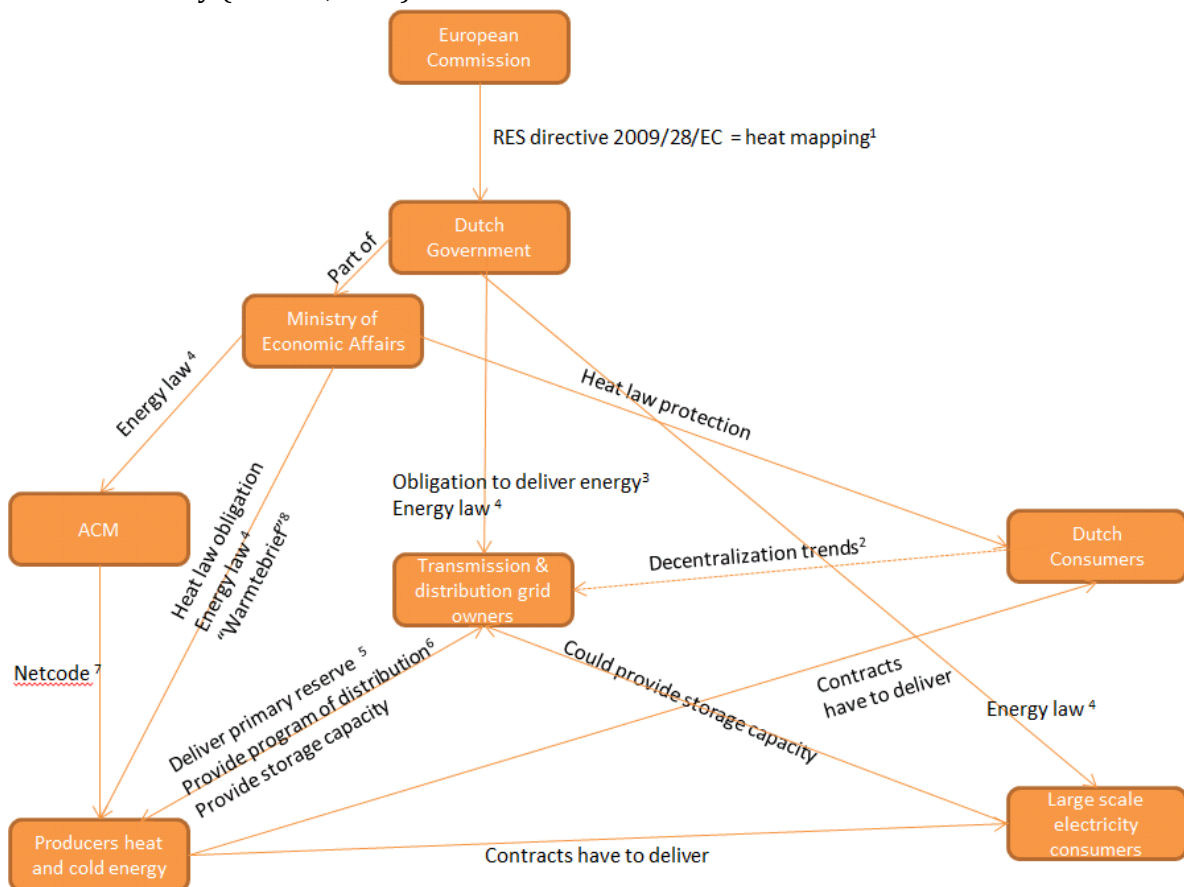 European
Commission
RES directive 2009/28/EC = heat mapping¹
Dutch
Government
Part of
Ministry of
Economic Affairs
Energy law ⁴
Heat law protection
Heat law obligation
Energy law ⁴
"Warmtebrief"⁸
Obligation to deliver energy³
Energy law ⁴
ACM
Dutch
Consumers
Decentralization trends²
Transmission &
distribution grid
owners
Netcode ⁷
Deliver primary reserve ⁵
Provide program of distribution⁶
Provide storage capacity
Could provide storage capacity
Contracts
have to deliver
Energy law ⁴
Producers heat
and cold energy
Contracts have to deliver
Large scale
electricity
consumers